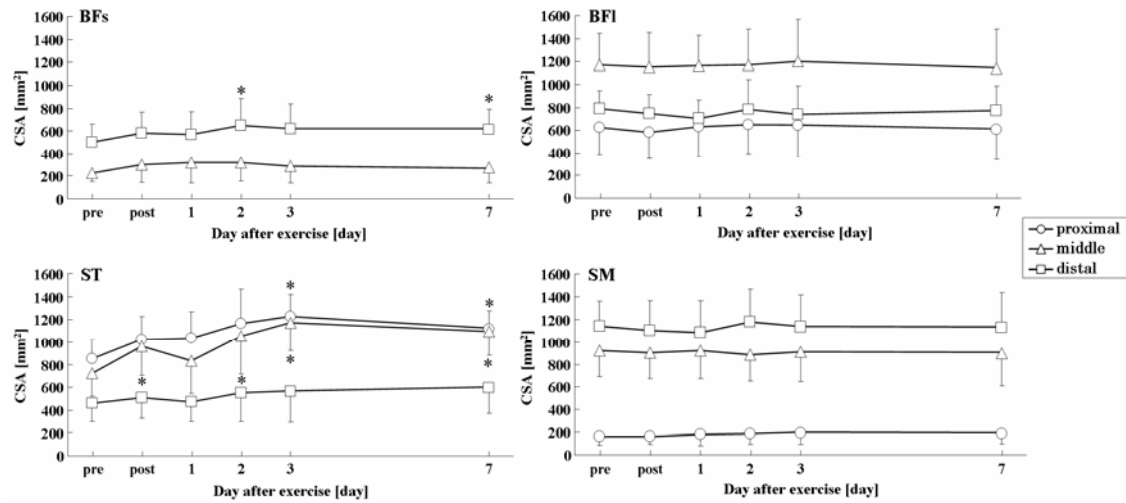 BFs
1600
1400
1200
1000
800
600
400
200
0
CSA [mm²]
*
*
pre post 1 2 3 7
Day after exercise [day]
BFl
1600
1400
1200
1000
800
600
400
200
0
CSA [mm²]
pre post 1 2 3 7
Day after exercise [day]
proximal
middle
distal
ST
1600
1400
1200
1000
800
600
400
200
0
CSA [mm²]
*
*
*
*
*
*
pre post 1 2 3 7
Day after exercise [day]
SM
1600
1400
1200
1000
800
600
400
200
0
CSA [mm²]
pre post 1 2 3 7
Day after exercise [day]